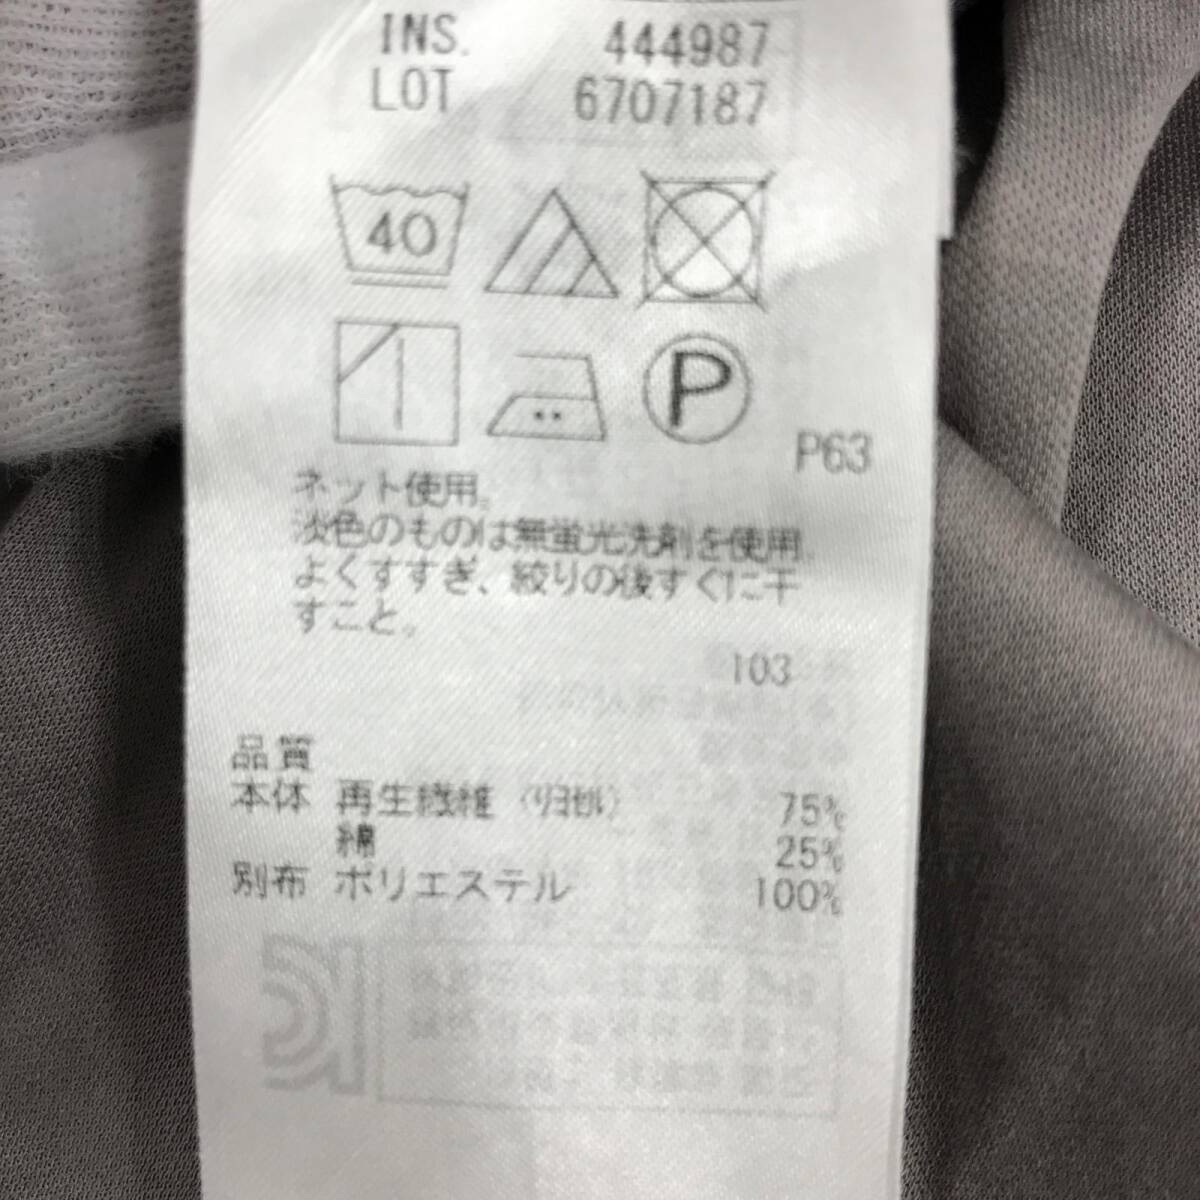 INS. 444987
LOT 6707187
40
P
P63
ネット使用。
淡色のものは無蛍光洗剤を使用。
よくすすぎ、絞りの後すぐに干
すこと。
103
品質
本体 再生繊維（リヨセル） 75%
綿 25%
別布 ポリエステル 100%